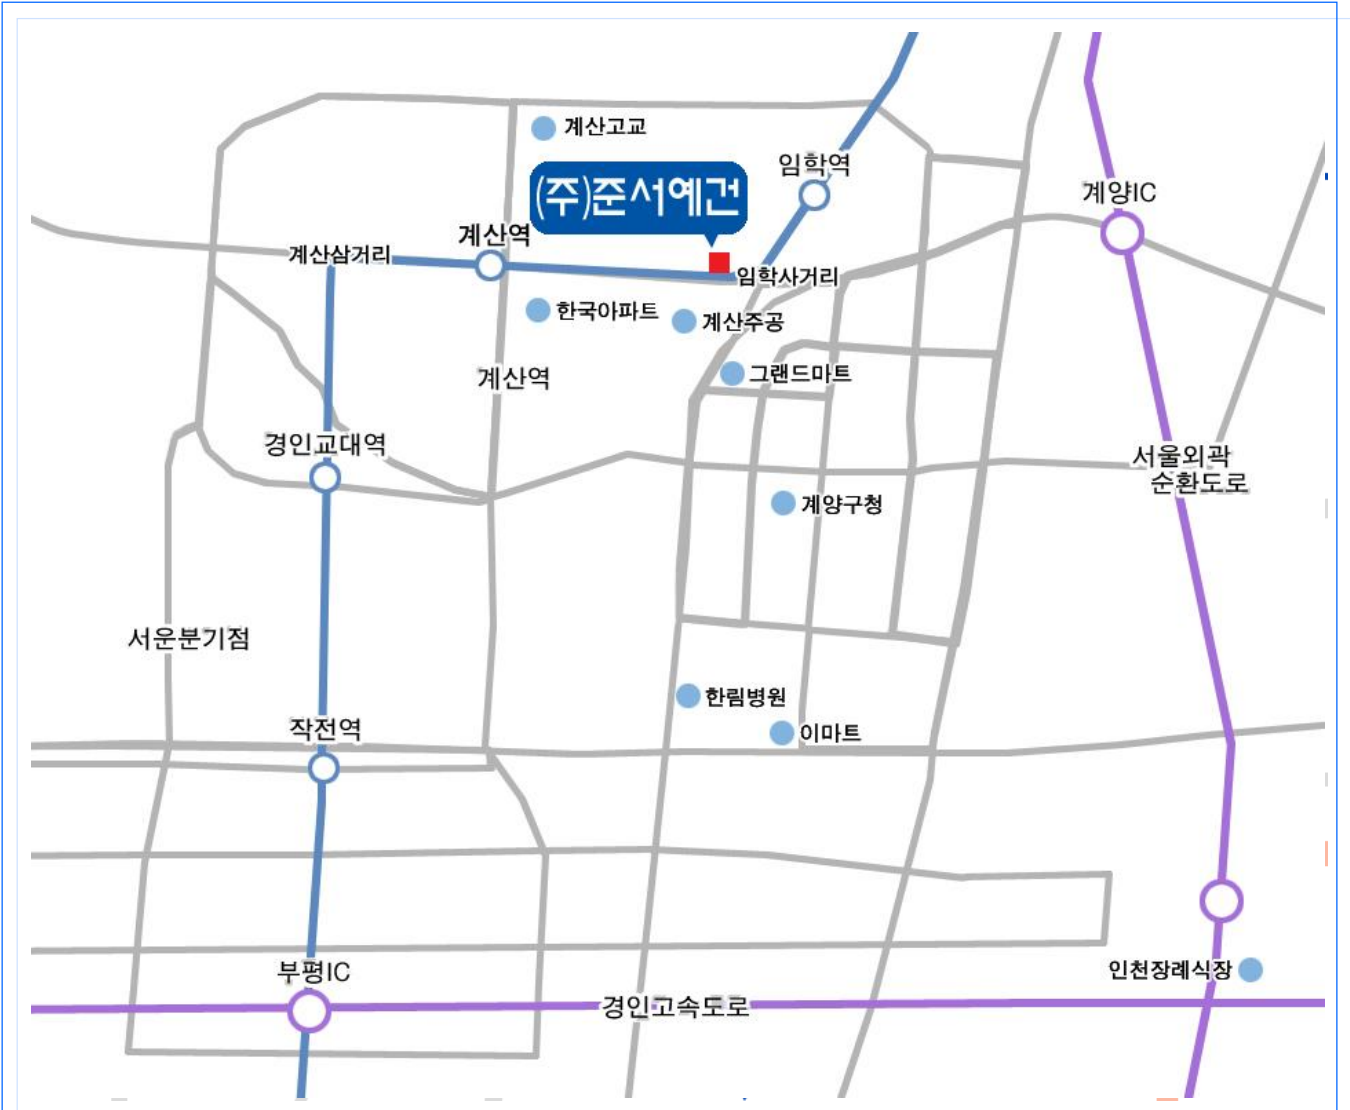 계산고교
임학역
(주)준서예건
계양IC
계산역
계산삼거리
임학사거리
한국아파트
계산주공
계산역
그랜드마트
경인교대역
서울외곽
순환도로
계양구청
서운분기점
한림병원
작전역
이마트
부평IC
인천장례식장
경인고속도로